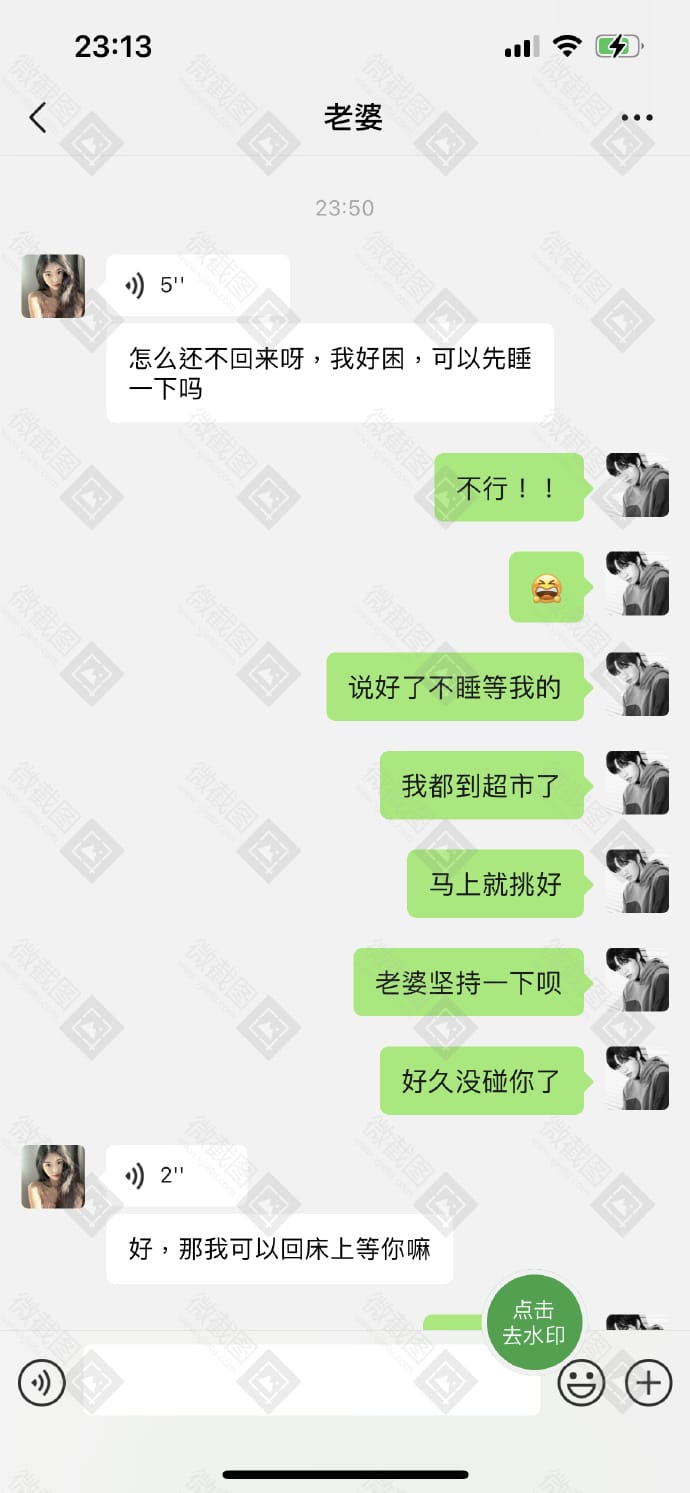 23:13
老婆
23:50
5''
怎么还不回来呀，我好困，可以先睡
一下吗
不行！！
😆
说好了不睡等我的
我都到超市了
马上就挑好
老婆坚持一下呗
好久没碰你了
2''
好，那我可以回床上等你嘛
点击
去水印
微截图